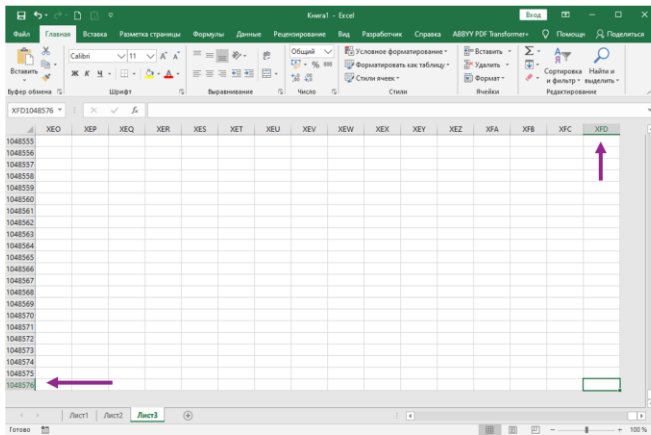 Книга1 - Excel
Вход
Файл Главная Вставка Разметка страницы Формулы Данные Рецензирование Вид Разработчик Справка ABBYY PDF Transformer+ Помощь Поделиться
Вставить
Calibri 11
Ж К Ч
Общий
% 000
Условное форматирование
Форматировать как таблицу
Стили ячеек
Вставить
Удалить
Формат
Сортировка и фильтр
Найти и выделить
Буфер обмена Шрифт Выравнивание Число Стили Ячейки Редактирование
XFD1048576 fx
XEO XEP XEQ XER XES XET XEU XEV XEW XEX XEY XEZ XFA XFB XFC XFD
1048555
1048556
1048557
1048558
1048559
1048560
1048561
1048562
1048563
1048564
1048565
1048566
1048567
1048568
1048569
1048570
1048571
1048572
1048573
1048574
1048575
1048576
Лист1 Лист2 Лист3
Готово 100 %